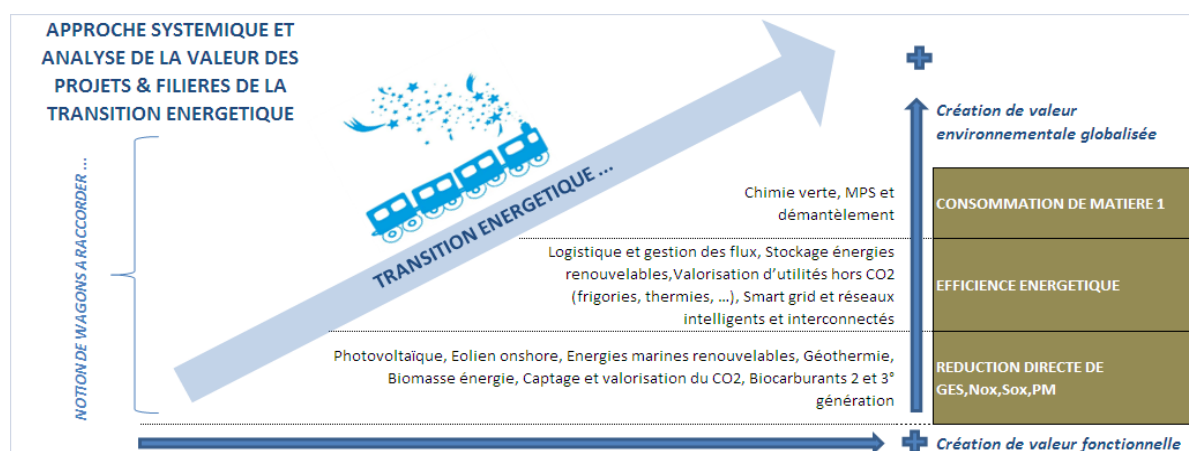 APPROCHE SYSTEMIQUE ET
ANALYSE DE LA VALEUR DES
PROJETS & FILIERES DE LA
TRANSITION ENERGETIQUE
NOTION DE WAGONS A RACCORDER ...
TRANSITION ENERGETIQUE ...
Création de valeur
environnementale globalisée
Chimie verte, MPS et
démantèlement
CONSOMMATION DE MATIERE 1
Logistique et gestion des flux, Stockage énergies
renouvelables,Valorisation d'utilités hors CO2
(frigories, thermies, ...), Smart grid et réseaux
intelligents et interconnectés
EFFICIENCE ENERGETIQUE
Photovoltaïque, Eolien onshore, Energies marines renouvelables, Géothermie,
Biomasse énergie, Captage et valorisation du CO2, Biocarburants 2 et 3°
génération
REDUCTION DIRECTE DE
GES,Nox,Sox,PM
Création de valeur fonctionnelle